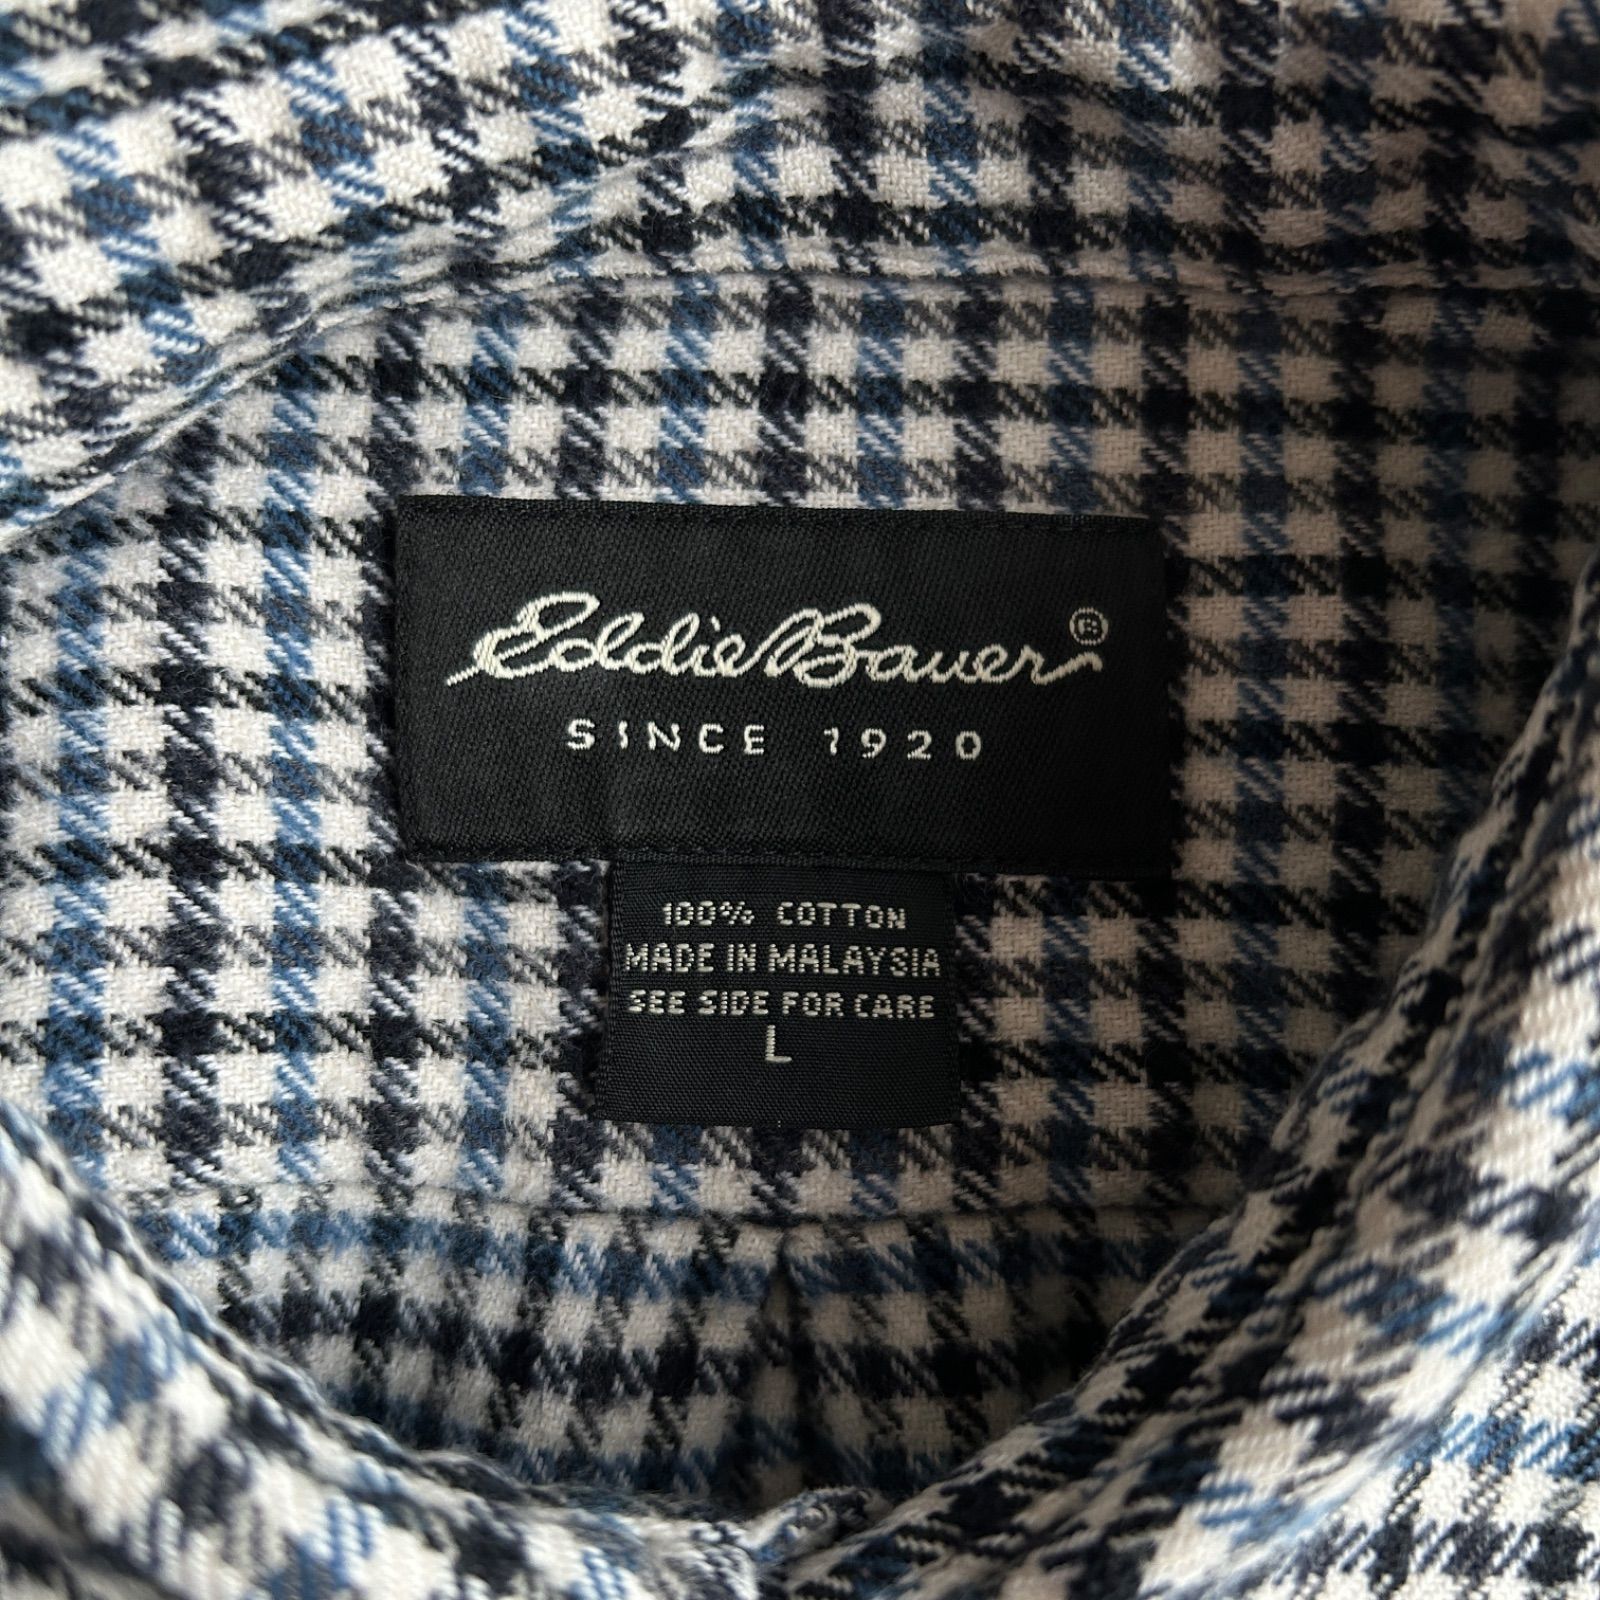 Eddie Bauer®
SINCE 1920
100% COTTON
MADE IN MALAYSIA
SEE SIDE FOR CARE
L